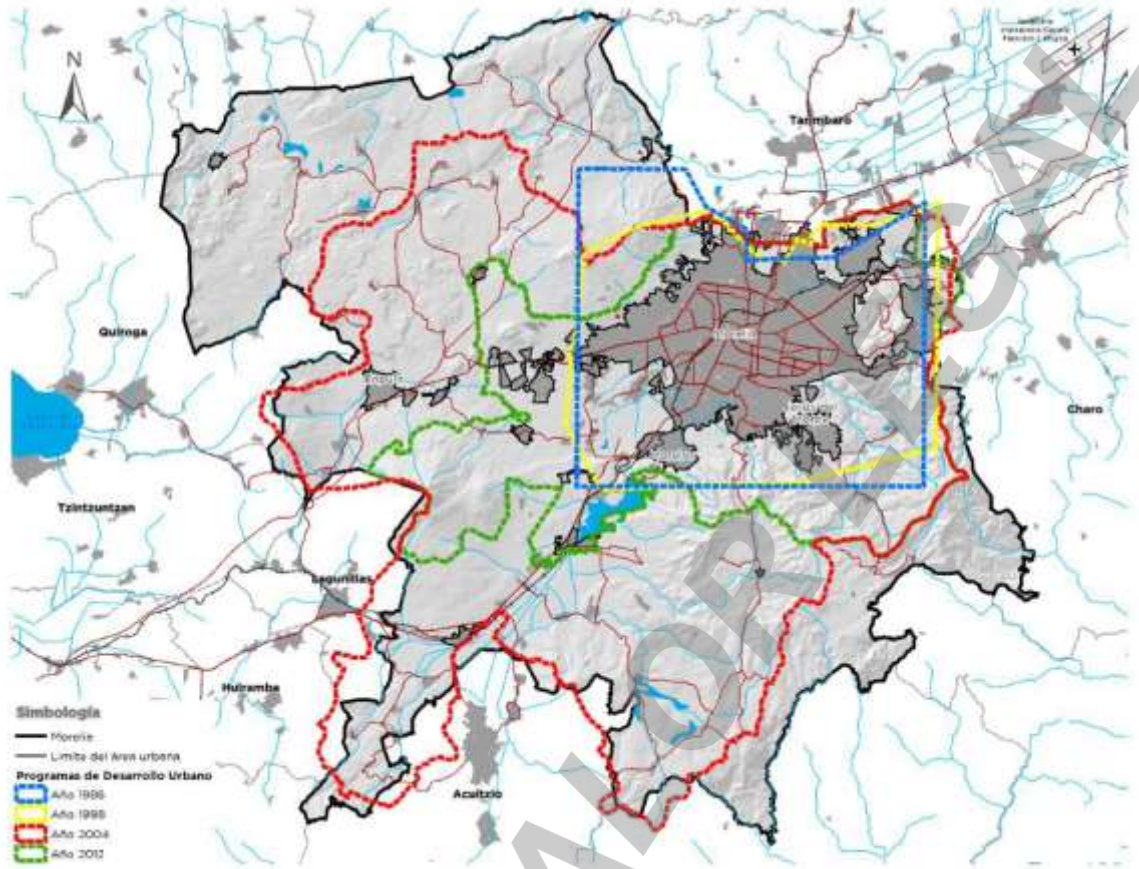 N
Tarímbaro
Quiroga
Charo
Tzintzuntzan
Lagunillas
Huiramba
Acuitzio
Simbología
Morelia
Límite del área urbana
Programas de Desarrollo Urbano
Año 1986
Año 1998
Año 2004
Año 2012